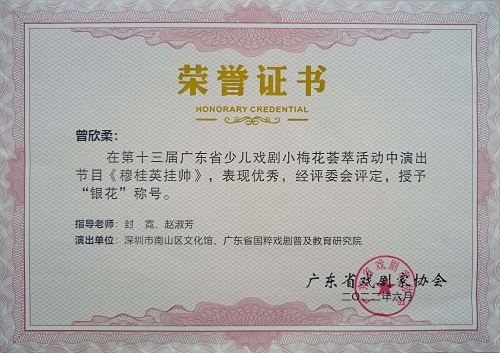 荣誉证书
HONORARY CREDENTIAL
曾欣柔：
在第十三届广东省少儿戏剧小梅花荟萃活动中演出
节目《穆桂英挂帅》，表现优秀，经评委会评定，授予
“银花”称号。
指导老师：封 霓、赵淑芳
演出单位：深圳市南山区文化馆、广东省国粹戏剧普及教育研究院
广东省戏剧家协会
二〇二二年六月